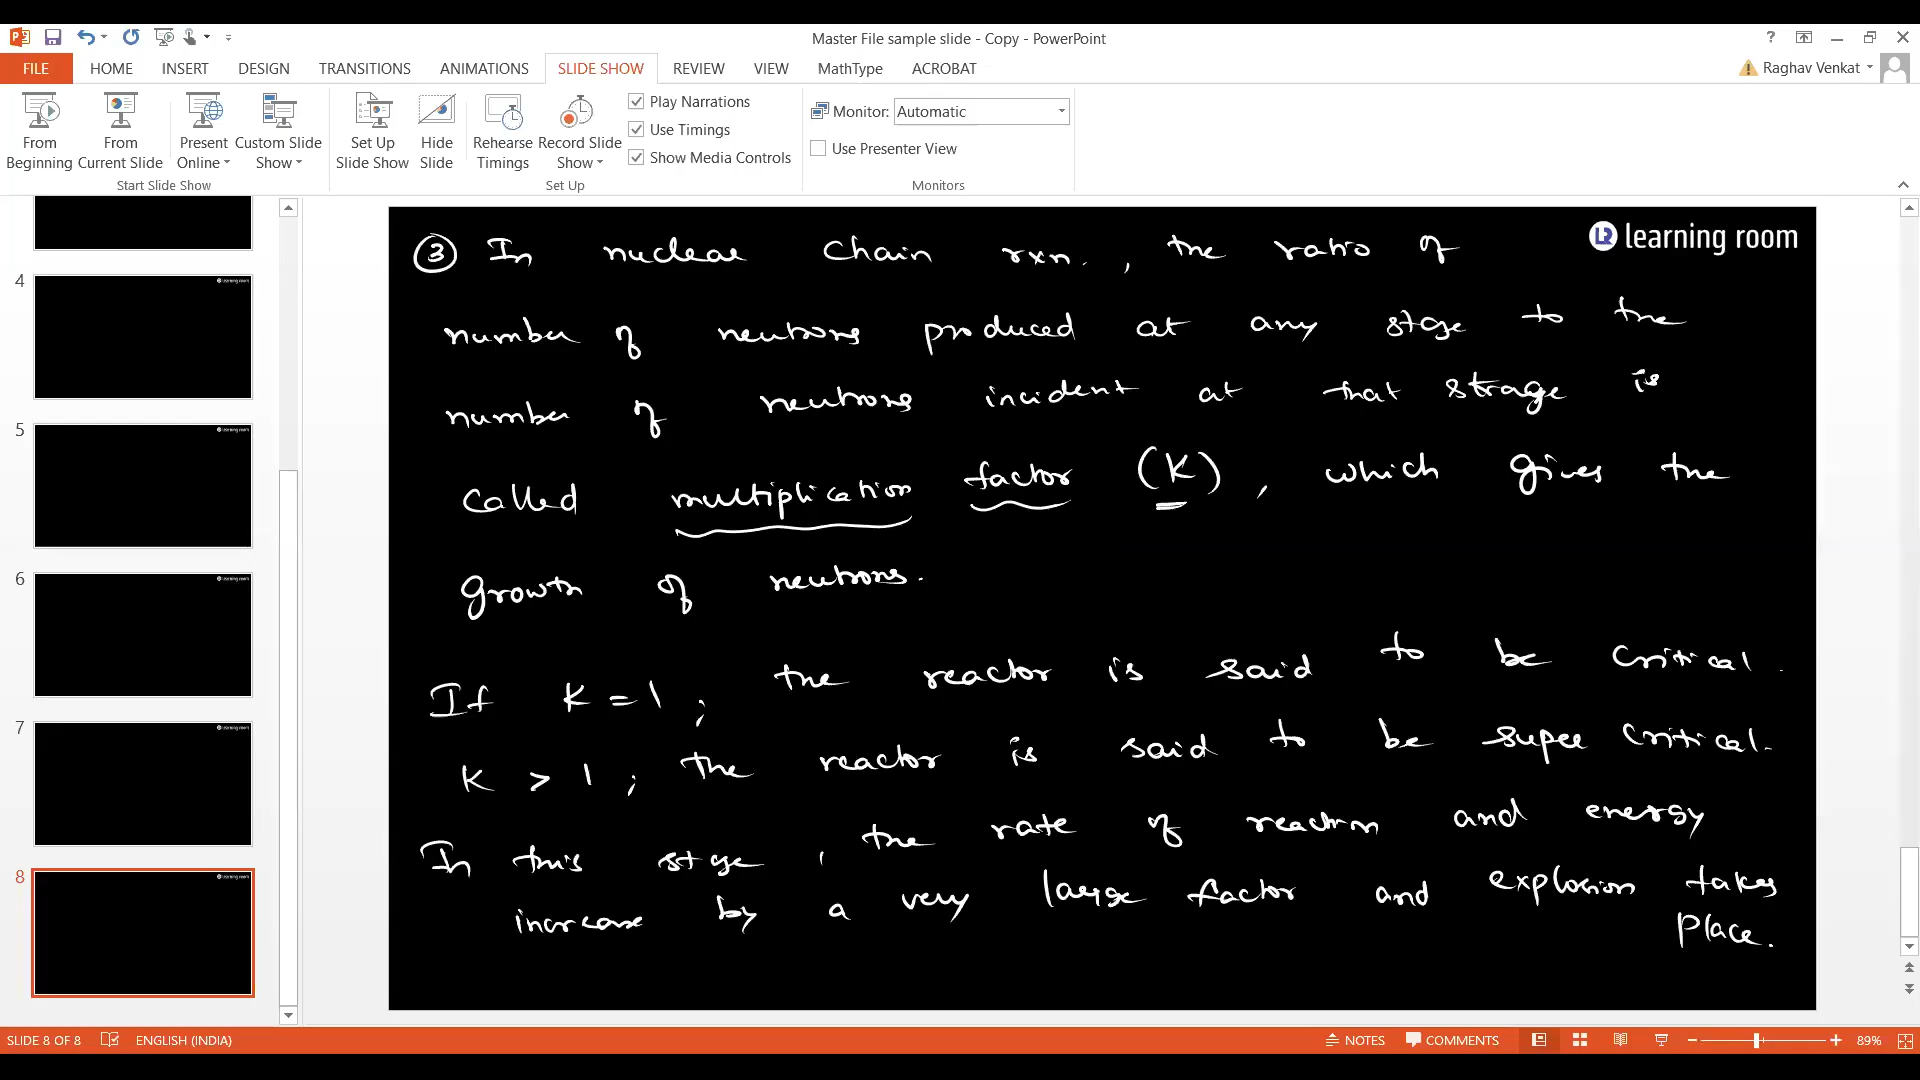 Master File sample slide - Copy - PowerPoint
FILE HOME INSERT DESIGN TRANSITIONS ANIMATIONS SLIDE SHOW REVIEW VIEW MathType ACROBAT Raghav Venkat
From Beginning
From Current Slide
Present Online
Custom Slide Show
Set Up Slide Show
Hide Slide
Rehearse Timings
Record Slide Show
Play Narrations
Use Timings
Show Media Controls
Monitor: Automatic
Use Presenter View
Start Slide Show
Set Up
Monitors
4
5
6
7
8
learning room
③ In nuclear chain rxn., the ratio of
number of neutrons produced at any stage to the
number of neutrons incident at that strage is
called multiplication factor (K), which gives the
growth of neutrons.
If K = 1, the reactor is said to be critical.
K > 1; the reactor is said to be super critical.
In this stage, the rate of reaction and energy
increase by a very large factor and explosion takes
place.
SLIDE 8 OF 8 ENGLISH (INDIA) NOTES COMMENTS 89%